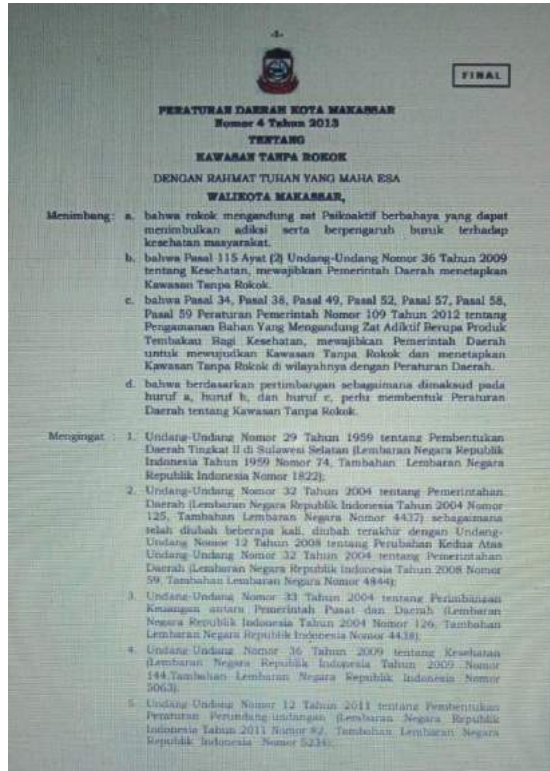 -1-
FINAL
PERATURAN DAERAH KOTA MAKASSAR
Nomor 4 Tahun 2013
TENTANG
KAWASAN TANPA ROKOK
DENGAN RAHMAT TUHAN YANG MAHA ESA
WALIKOTA MAKASSAR,
Menimbang : a. bahwa rokok mengandung zat Psikoaktif berbahaya yang dapat
menimbulkan adiksi serta berpengaruh buruk terhadap
kesehatan masyarakat.
b. bahwa Pasal 115 Ayat (2) Undang-Undang Nomor 36 Tahun 2009
tentang Kesehatan, mewajibkan Pemerintah Daerah menetapkan
Kawasan Tanpa Rokok.
c. bahwa Pasal 34, Pasal 38, Pasal 49, Pasal 52, Pasal 57, Pasal 58,
Pasal 59 Peraturan Pemerintah Nomor 109 Tahun 2012 tentang
Pengamanan Bahan Yang Mengandung Zat Adiktif Berupa Produk
Tembakau Bagi Kesehatan, mewajibkan Pemerintah Daerah
untuk mewujudkan Kawasan Tanpa Rokok dan menetapkan
Kawasan Tanpa Rokok di wilayahnya dengan Peraturan Daerah.
d. bahwa berdasarkan pertimbangan sebagaimana dimaksud pada
huruf a, huruf b, dan huruf c, perlu membentuk Peraturan
Daerah tentang Kawasan Tanpa Rokok.
Mengingat : 1. Undang-Undang Nomor 29 Tahun 1959 tentang Pembentukan
Daerah Tingkat II di Sulawesi Selatan (Lembaran Negara Republik
Indonesia Tahun 1959 Nomor 74, Tambahan Lembaran Negara
Republik Indonesia Nomor 1822);
2. Undang-Undang Nomor 32 Tahun 2004 tentang Pemerintahan
Daerah (Lembaran Negara Republik Indonesia Tahun 2004 Nomor
125, Tambahan Lembaran Negara Nomor 4437) sebagaimana
telah diubah beberapa kali, diubah terakhir dengan Undang-
Undang Nomor 12 Tahun 2008 tentang Perubahan Kedua Atas
Undang-Undang Nomor 32 Tahun 2004 tentang Pemerintahan
Daerah (Lembaran Negara Republik Indonesia Tahun 2008 Nomor
59, Tambahan Lembaran Negara Nomor 4844);
3. Undang-Undang Nomor 33 Tahun 2004 tentang Perimbangan
Keuangan antara Pemerintah Pusat dan Daerah (Lembaran
Negara Republik Indonesia Tahun 2004 Nomor 126, Tambahan
Lembaran Negara Republik Indonesia Nomor 4438);
4. Undang-Undang Nomor 36 Tahun 2009 tentang Kesehatan
(Lembaran Negara Republik Indonesia Tahun 2009 Nomor
144,Tambahan Lembaran Negara Republik Indonesia Nomor
5063);
5. Undang-Undang Nomor 12 Tahun 2011 tentang Pembentukan
Peraturan Perundang-undangan (Lembaran Negara Republik
Indonesia Tahun 2011 Nomor 82, Tambahan Lembaran Negara
Republik Indonesia Nomor 5234);